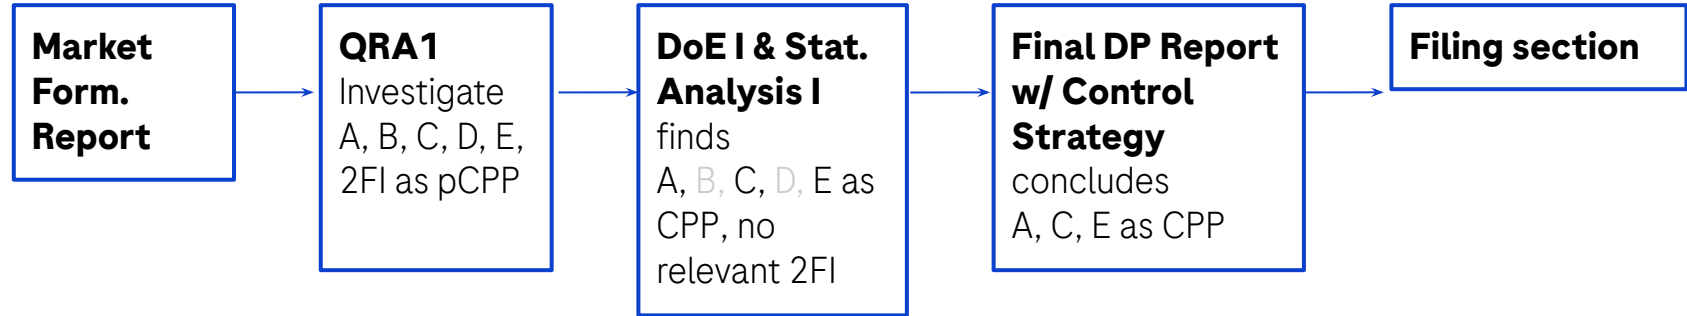 Market
Form.
Report
QRA1
Investigate
A, B, C, D, E,
2FI as pCPP
DoE I & Stat.
Analysis I
finds
A, B, C, D, E as
CPP, no
relevant 2FI
Final DP Report
w/ Control
Strategy
concludes
A, C, E as CPP
Filing section